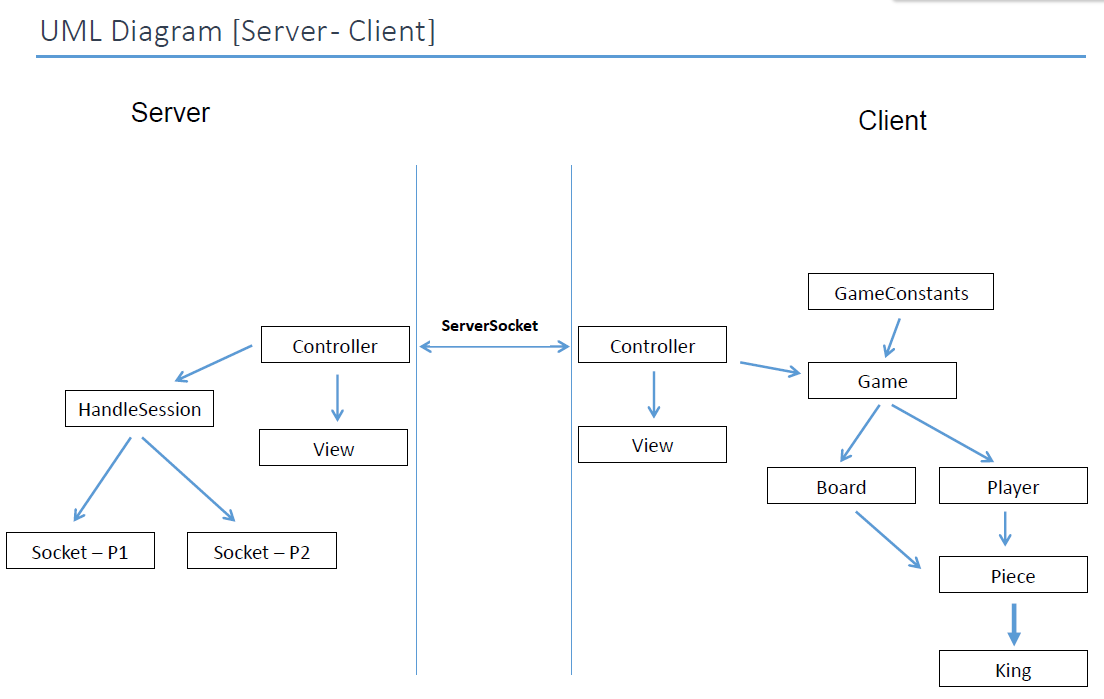 UML Diagram [Server - Client]
Server
Client
GameConstants
ServerSocket
Controller
Controller
Game
HandleSession
View
View
Board
Player
Socket – P1
Socket – P2
Piece
King